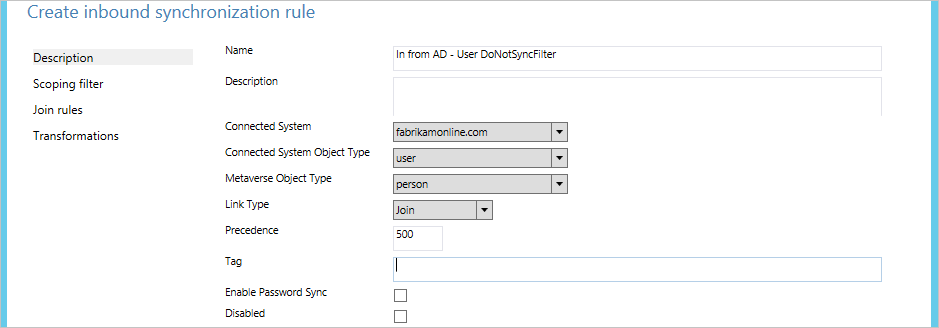 Create inbound synchronization rule
Description
Scoping filter
Join rules
Transformations
Name
In from AD - User DoNotSyncFilter
Description
Connected System
fabrikamonline.com
Connected System Object Type
user
Metaverse Object Type
person
Link Type
Join
Precedence
500
Tag
Enable Password Sync
Disabled